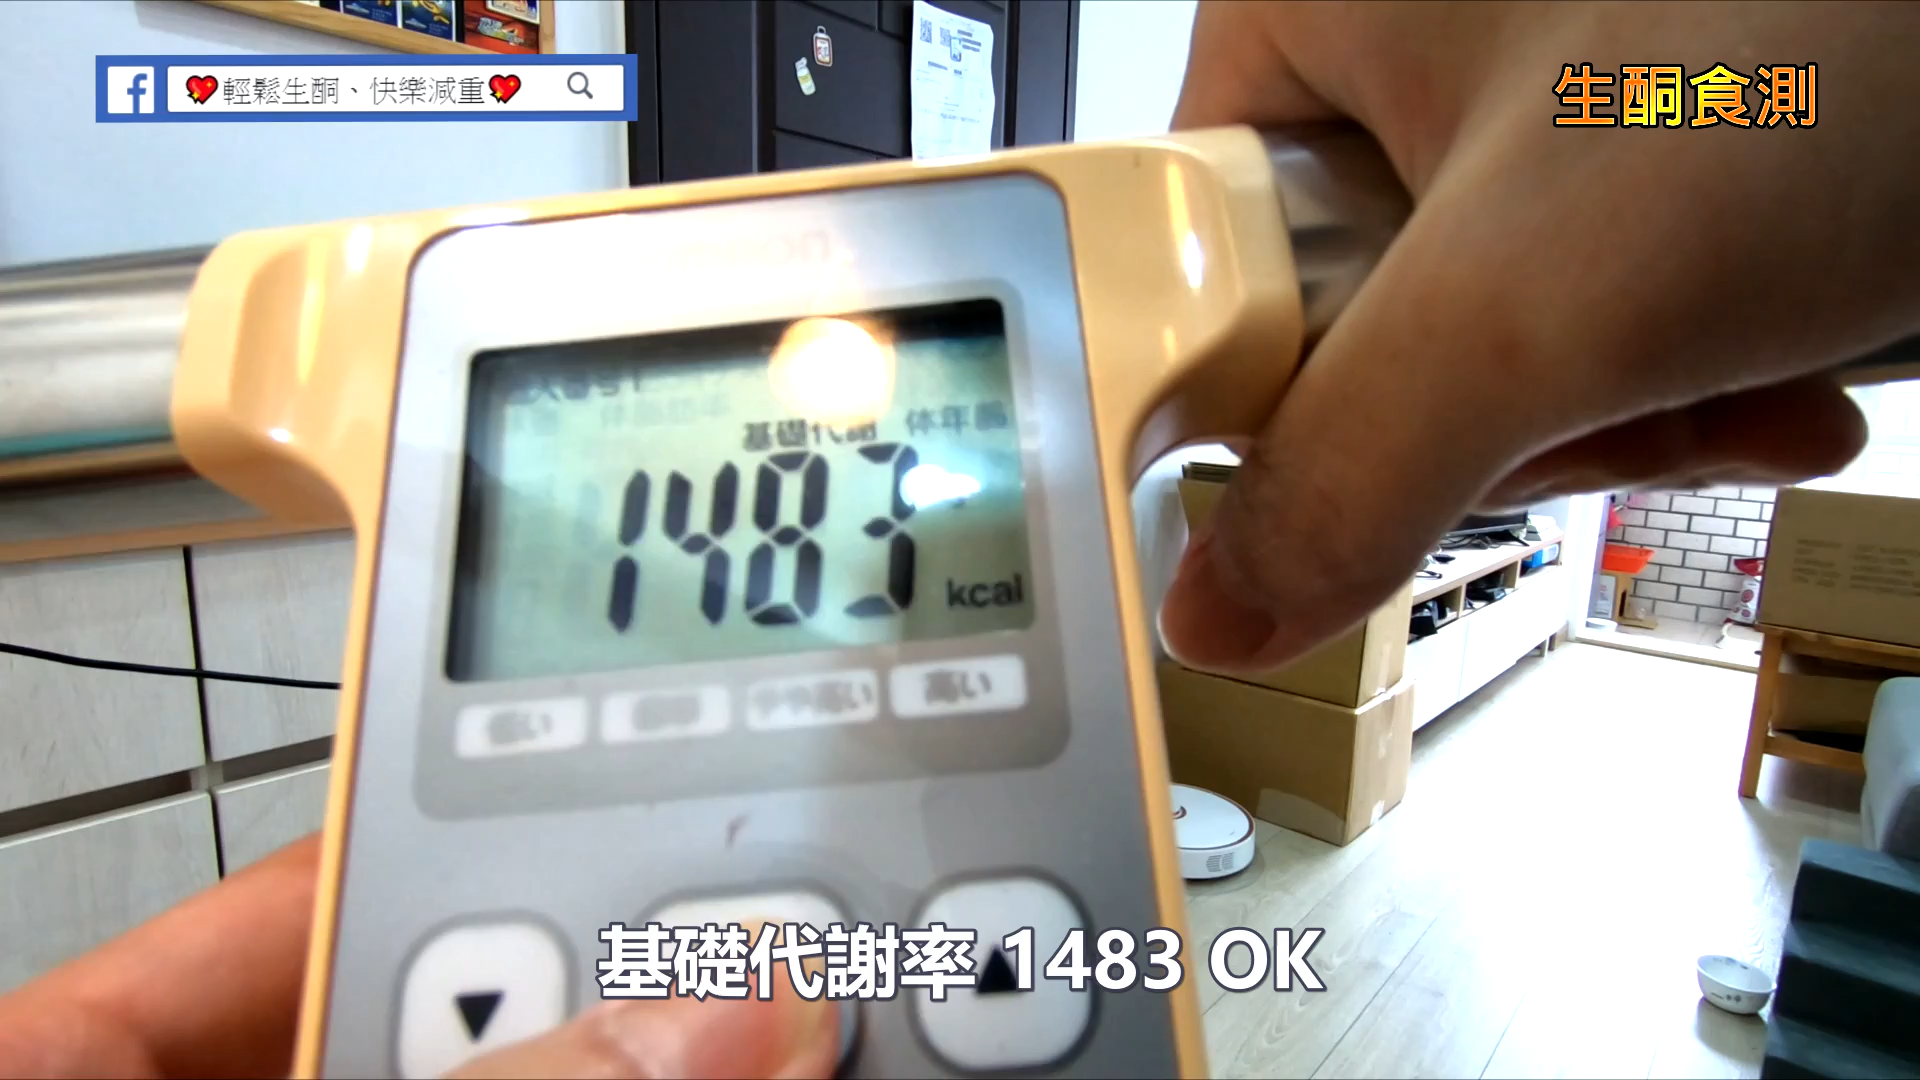 輕鬆生酮、快樂減重
生酮食測
基礎代謝 体年齢
1483
kcal
高い
基礎代謝率 1483 OK